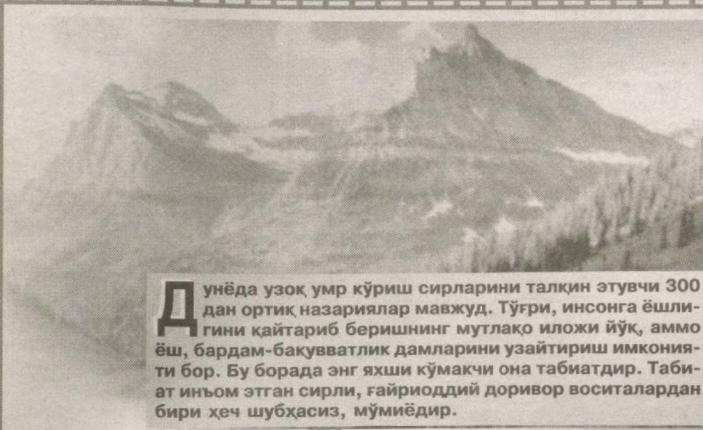 Дунёда узоқ умр кўриш сирларини талқин этувчи 300
дан ортиқ назариялар мавжуд. Тўғри, инсонга ёшли-
гини қайтариб беришнинг мутлақо иложи йўқ, аммо
ёш, бардам-бақувватлик дамларини узайтириш имкония-
ти бор. Бу борада энг яхши кўмакчи она табиатдир. Таби-
ат инъом этган сирли, ғайриоддий доривор воситалардан
бири ҳеч шубҳасиз, мўмиёдир.